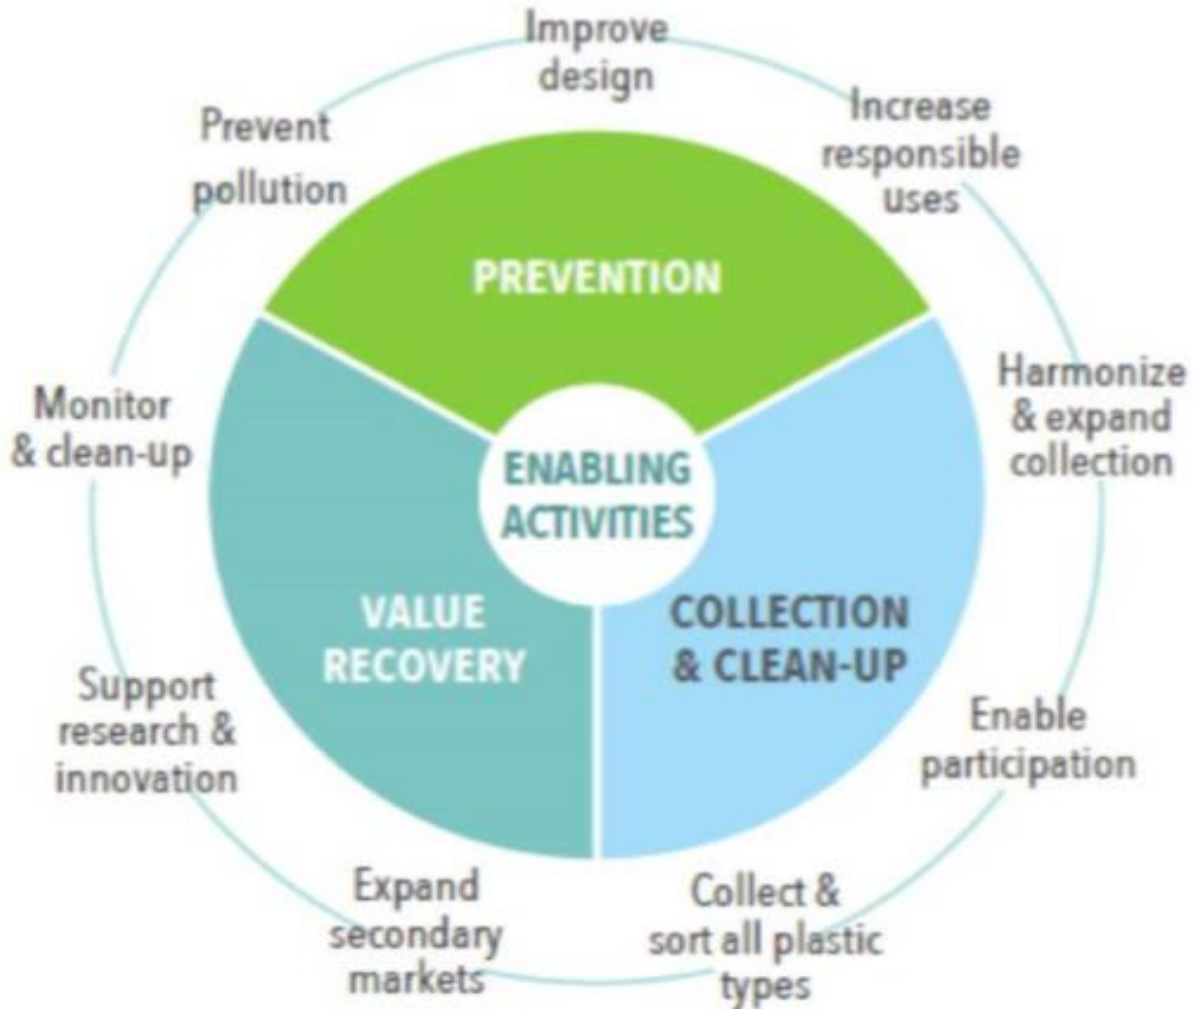 Improve
design
Increase
responsible
uses
Harmonize
& expand
collection
Enable
participation
Collect &
sort all plastic
types
Expand
secondary
markets
Support
research &
innovation
Monitor
& clean-up
Prevent
pollution
PREVENTION
ENABLING
ACTIVITIES
VALUE
RECOVERY
COLLECTION
& CLEAN-UP